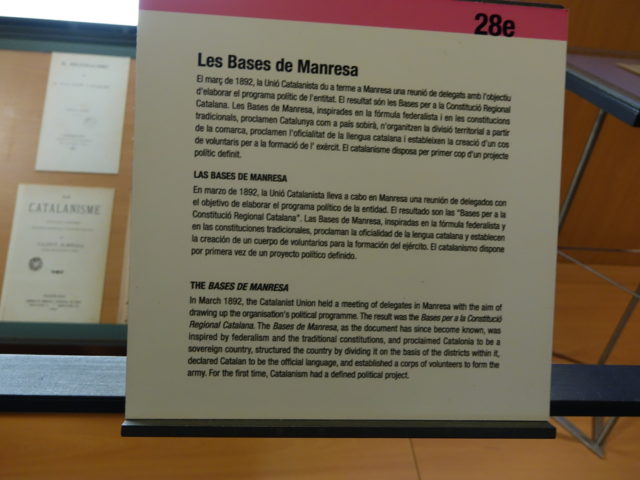 28e
Les Bases de Manresa
El març de 1892, la Unió Catalanista du a terme a Manresa una reunió de delegats amb l'objectiu
d'elaborar el programa polític de l'entitat. El resultat són les Bases per a la Constitució Regional
Catalana. Les Bases de Manresa, inspirades en la fórmula federalista i en les constitucions
tradicionals, proclamen Catalunya com a país sobirà, n'organitzen la divisió territorial a partir
de la comarca, proclamen l'oficialitat de la llengua catalana i estableixen la creació d'un cos
de voluntaris per a la formació de l' exèrcit. El catalanisme disposa per primer cop d'un projecte
polític definit.
LAS BASES DE MANRESA
En marzo de 1892, la Unió Catalanista lleva a cabo en Manresa una reunión de delegados con
el objetivo de elaborar el programa político de la entidad. El resultado son las "Bases per a la
Constitució Regional Catalana". Las Bases de Manresa, inspiradas en la fórmula federalista y
en las constituciones tradicionales, proclaman la oficialidad de la lengua catalana y establecen
la creación de un cuerpo de voluntarios para la formación del ejército. El catalanismo dispone
por primera vez de un proyecto político definido.
THE BASES DE MANRESA
In March 1892, the Catalanist Union held a meeting of delegates in Manresa with the aim of
drawing up the organisation's political programme. The result was the Bases per a la Constitució
Regional Catalana. The Bases de Manresa, as the document has since become known, was
inspired by federalism and the traditional constitutions, and proclaimed Catalonia to be a
sovereign country, structured the country by dividing it on the basis of the districts within it,
declared Catalan to be the official language, and established a corps of volunteers to form the
army. For the first time, Catalanism had a defined political project.
CATALANISME